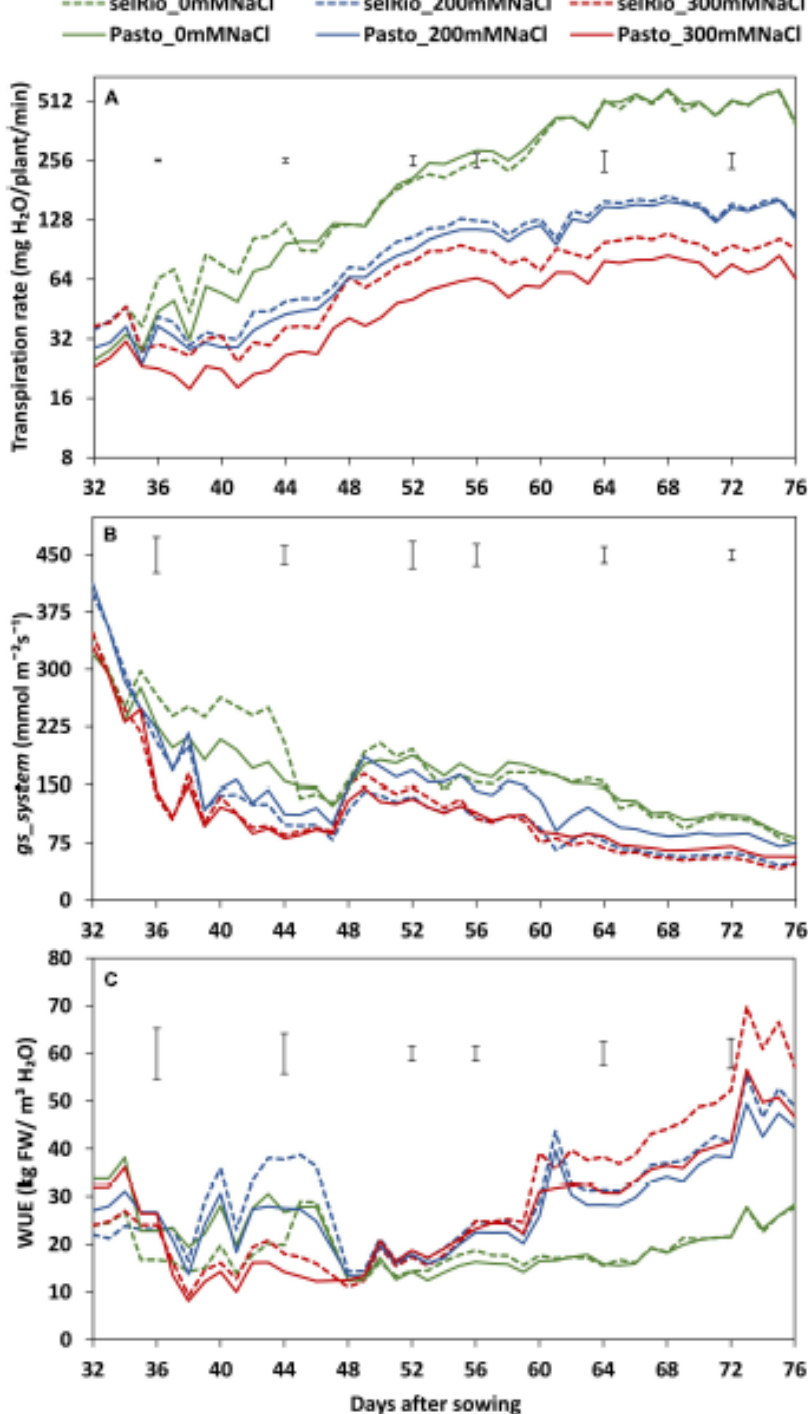 selRio_0mMNaCl selRio_200mMNaCl selRio_300mMNaCl
Pasto_0mMNaCl Pasto_200mMNaCl Pasto_300mMNaCl
A
Transpiration rate (mg H₂O/plant/min)
512
256
128
64
32
16
8
32 36 40 44 48 52 56 60 64 68 72 76
B
gs_system (mmol m⁻²s⁻¹)
450
375
300
225
150
75
0
32 36 40 44 48 52 56 60 64 68 72 76
C
WUE (kg FW/ m³ H₂O)
80
70
60
50
40
30
20
10
0
32 36 40 44 48 52 56 60 64 68 72 76
Days after sowing